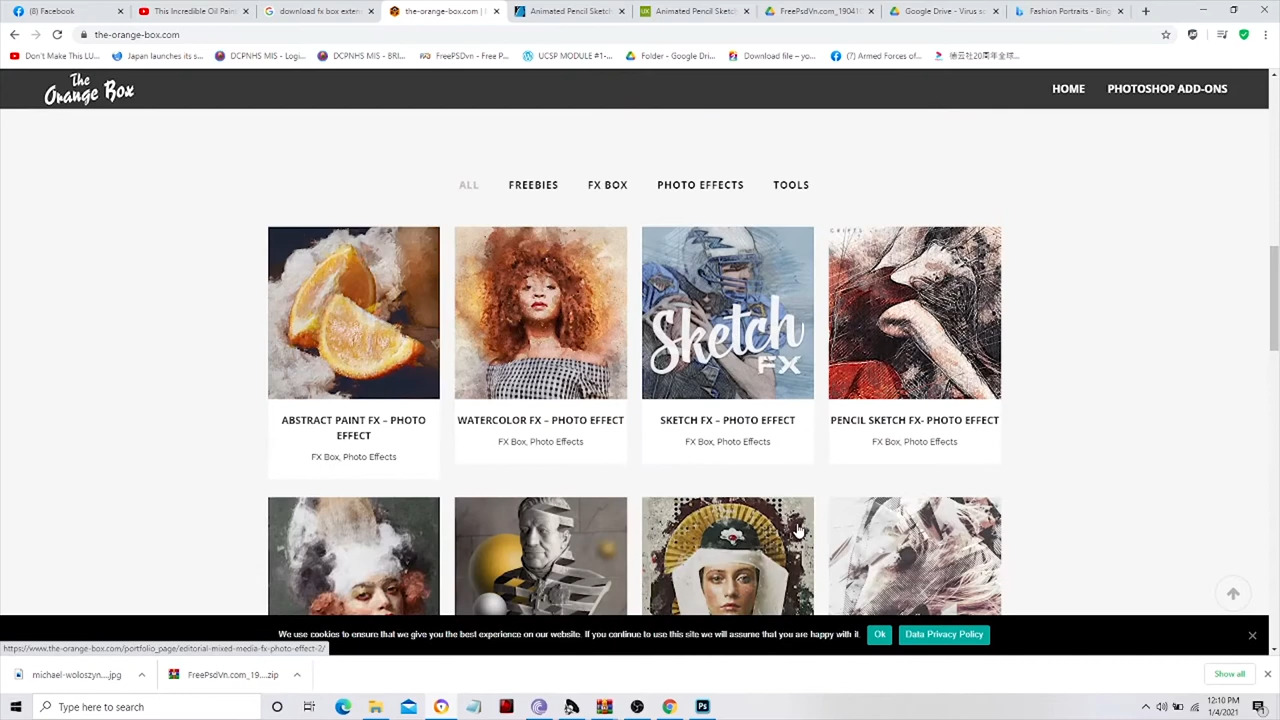 (8) Facebook
This Incredible Oil Pain
download fx box exten
the-orange-box.com |
Animated Pencil Sketch
Animated Pencil Sketch
FreePsdVn.com_19041
Google Drive - Virus s
Fashion Portraits - Bing
the-orange-box.com
Don't Make This LU...
Japan launches its s...
DCPNHS MIS - Logi...
DCPNHS MIS - BRI...
FreePSDvn - Free P...
UCSP MODULE #1-...
Folder - Google Dri...
Download file – yo...
(7) Armed Forces of...
德云社20周年全球...
The
Orange Box
HOME
PHOTOSHOP ADD-ONS
ALL
FREEBIES
FX BOX
PHOTO EFFECTS
TOOLS
Sketch
FX
ABSTRACT PAINT FX – PHOTO
EFFECT
FX Box, Photo Effects
WATERCOLOR FX – PHOTO EFFECT
FX Box, Photo Effects
SKETCH FX – PHOTO EFFECT
FX Box, Photo Effects
PENCIL SKETCH FX- PHOTO EFFECT
FX Box, Photo Effects
We use cookies to ensure that we give you the best experience on our website. If you continue to use this site we will assume that you are happy with it.
Ok
Data Privacy Policy
https://www.the-orange-box.com/portfolio_page/editorial-mixed-media-fx-photo-effect-2/
michael-woloszyn....jpg
FreePsdVn.com_19....zip
Show all
Type here to search
12:10 PM
1/4/2021